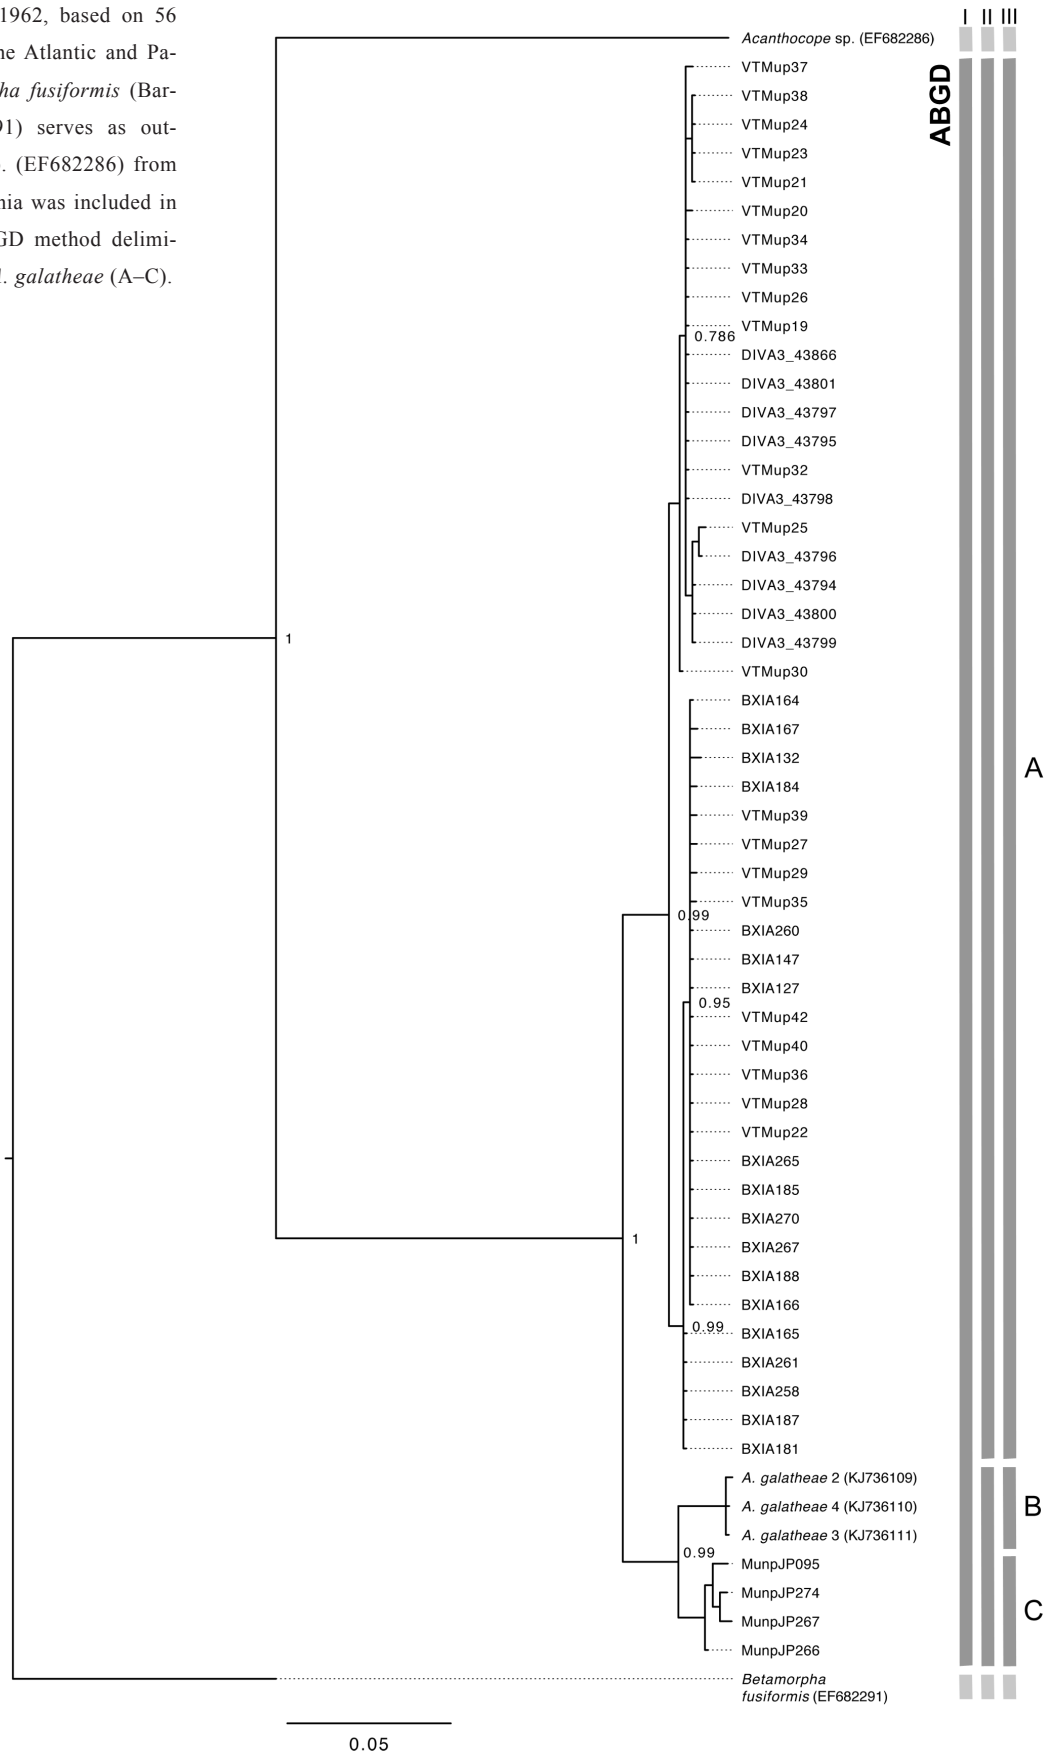 1962, based on 56
he Atlantic and Pa-
ha fusiformis (Bar-
91) serves as out-
. (EF682286) from
nia was included in
GD method delimi-
. galatheae (A–C).
I II III
ABGD
Acanthocope sp. (EF682286)
VTMup37
VTMup38
VTMup24
VTMup23
VTMup21
VTMup20
VTMup34
VTMup33
VTMup26
VTMup19
0.786
DIVA3_43866
DIVA3_43801
DIVA3_43797
DIVA3_43795
VTMup32
DIVA3_43798
VTMup25
DIVA3_43796
DIVA3_43794
DIVA3_43800
DIVA3_43799
1
VTMup30
BXIA164
BXIA167
BXIA132
A
BXIA184
VTMup39
VTMup27
VTMup29
VTMup35
0.99
BXIA260
BXIA147
BXIA127
0.95
VTMup42
VTMup40
VTMup36
VTMup28
VTMup22
BXIA265
BXIA185
BXIA270
1
BXIA267
BXIA188
BXIA166
0.99
BXIA165
BXIA261
BXIA258
BXIA187
BXIA181
A. galatheae 2 (KJ736109)
A. galatheae 4 (KJ736110)
B
A. galatheae 3 (KJ736111)
0.99
MunpJP095
MunpJP274
C
MunpJP267
MunpJP266
Betamorpha
fusiformis (EF682291)
0.05